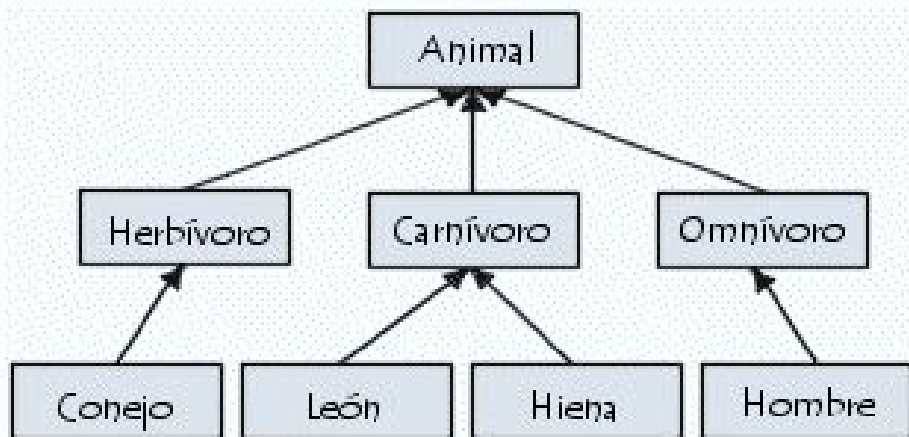 Animal
Herbívoro
Carnívoro
Omnívoro
Conejo
León
Hiena
Hombre